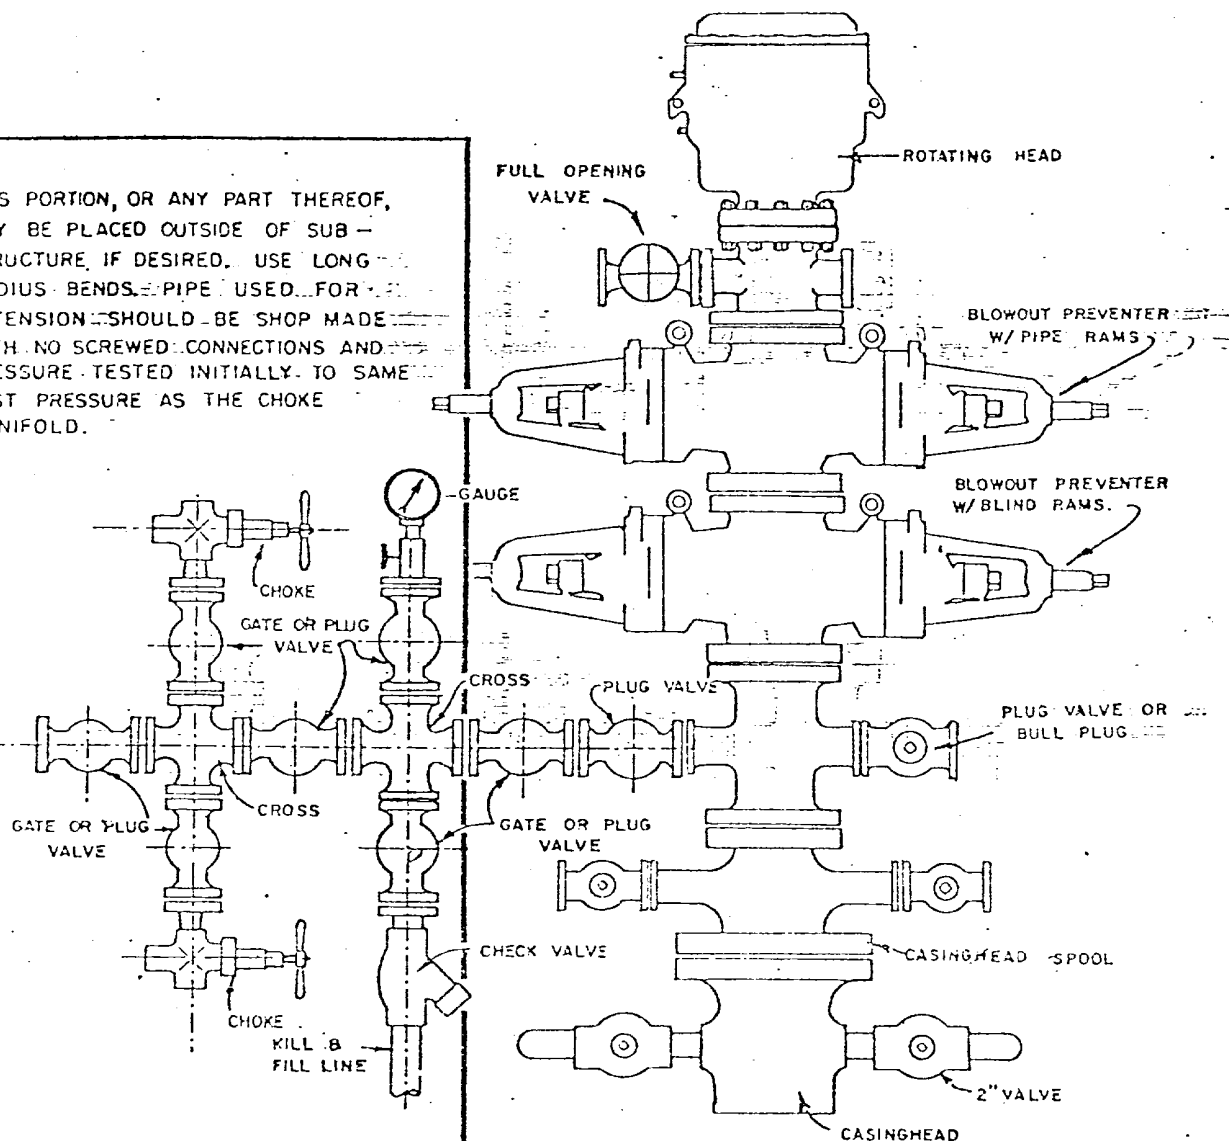 S PORTION, OR ANY PART THEREOF,
Y BE PLACED OUTSIDE OF SUB-
RUCTURE IF DESIRED. USE LONG
DIUS BENDS. PIPE USED FOR
TENSION SHOULD BE SHOP MADE
TH NO SCREWED CONNECTIONS AND
ESSURE TESTED INITIALLY TO SAME
ST PRESSURE AS THE CHOKE
NIFOLD.
FULL OPENING
VALVE
ROTATING HEAD
BLOWOUT PREVENTER
W/ PIPE RAMS
BLOWOUT PREVENTER
W/ BLIND RAMS.
GAUGE
CHOKE
GATE OR PLUG
VALVE
CROSS
PLUG VALVE
PLUG VALVE OR
BULL PLUG
CROSS
GATE OR PLUG
VALVE
GATE OR PLUG
VALVE
CHECK VALVE
CASINGHEAD SPOOL
CHOKE
KILL &
FILL LINE
2" VALVE
CASINGHEAD